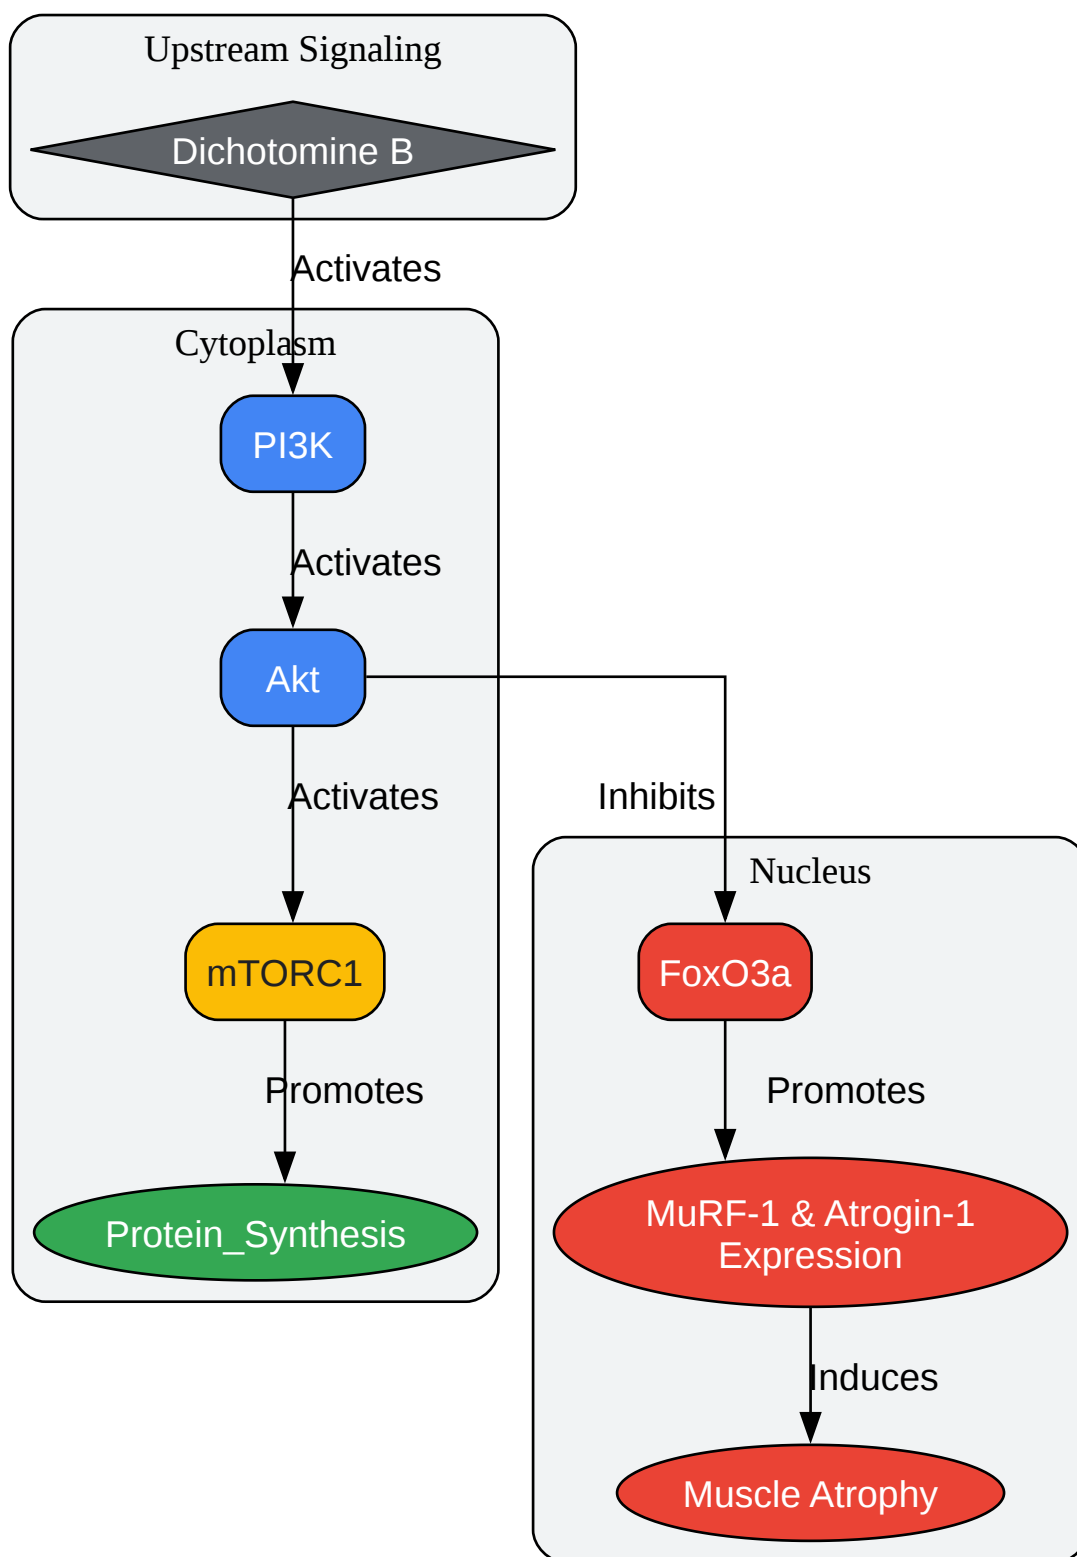 Upstream Signaling
Dichotomine B
Activates
Cytoplasm
PI3K
Activates
Akt
Activates
Inhibits
Nucleus
mTORC1
FoxO3a
Promotes
Promotes
Protein_Synthesis
MuRF-1 & Atrogin-1
Expression
Induces
Muscle Atrophy